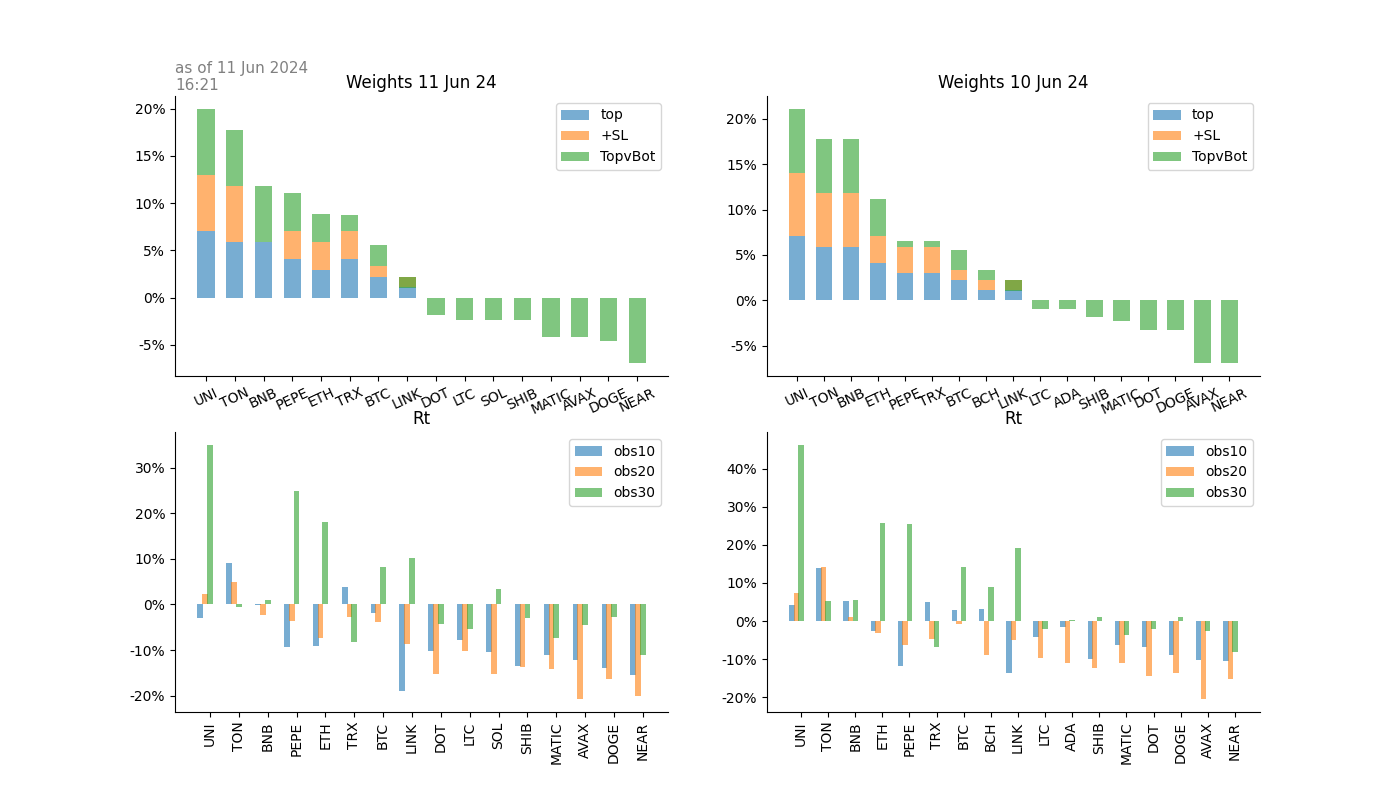 as of 11 Jun 2024
16:21
Weights 11 Jun 24
20%
15%
10%
5%
0%
-5%
top
+SL
TopvBot
UNI TON BNB PEPE ETH TRX BTC LINK DOT LTC SOL SHIB MATIC AVAX DOGE NEAR
Weights 10 Jun 24
20%
15%
10%
5%
0%
-5%
top
+SL
TopvBot
UNI TON BNB ETH PEPE TRX BTC BCH LINK LTC ADA SHIB MATIC DOT DOGE AVAX NEAR
Rt
30%
20%
10%
0%
-10%
-20%
obs10
obs20
obs30
UNI TON BNB PEPE ETH TRX BTC LINK DOT LTC SOL SHIB MATIC AVAX DOGE NEAR
Rt
40%
30%
20%
10%
0%
-10%
-20%
obs10
obs20
obs30
UNI TON BNB ETH PEPE TRX BTC BCH LINK LTC ADA SHIB MATIC DOT DOGE AVAX NEAR